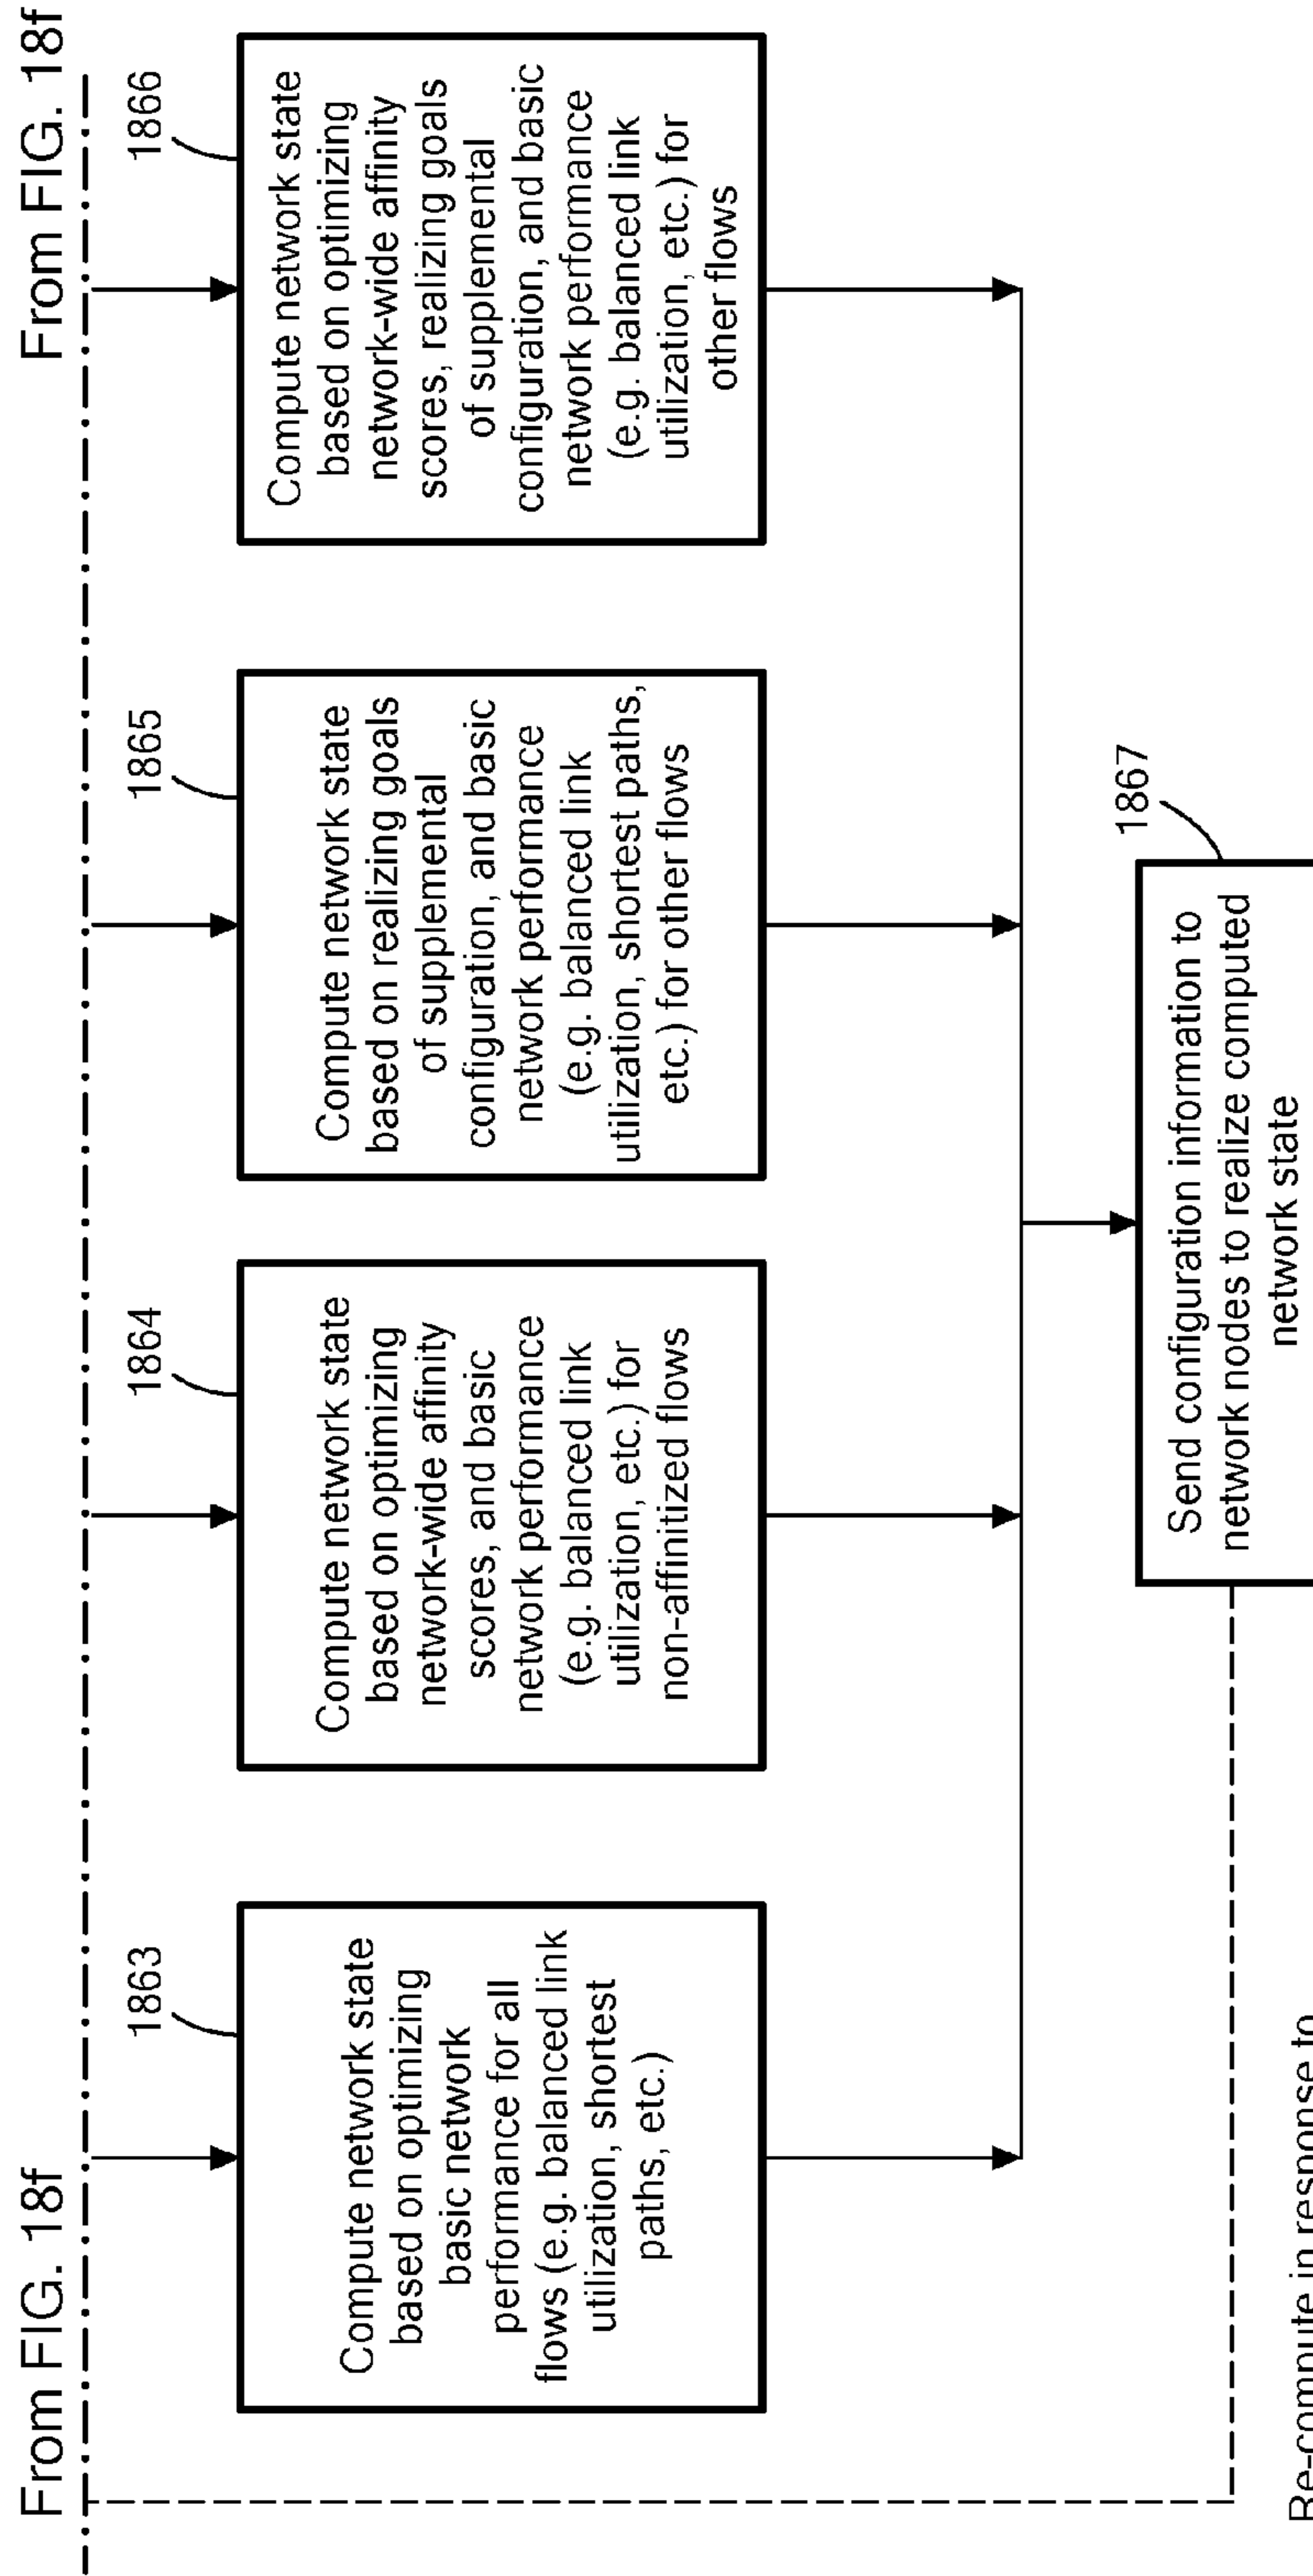 From FIG. 18f
From FIG. 18f
1863
Compute network state
based on optimizing
basic network
performance for all
flows (e.g. balanced link
utilization, shortest
paths, etc.)
1864
Compute network state
based on optimizing
network-wide affinity
scores, and basic
network performance
(e.g. balanced link
utilization, etc.) for
non-affinitized flows
1865
Compute network state
based on realizing goals
of supplemental
configuration, and basic
network performance
(e.g. balanced link
utilization, shortest paths,
etc.) for other flows
1866
Compute network state
based on optimizing
network-wide affinity
scores, realizing goals
of supplemental
configuration, and basic
network performance
(e.g. balanced link
utilization, etc.) for
other flows
1867
Send configuration information to
network nodes to realize computed
network state
Re-compute in response to